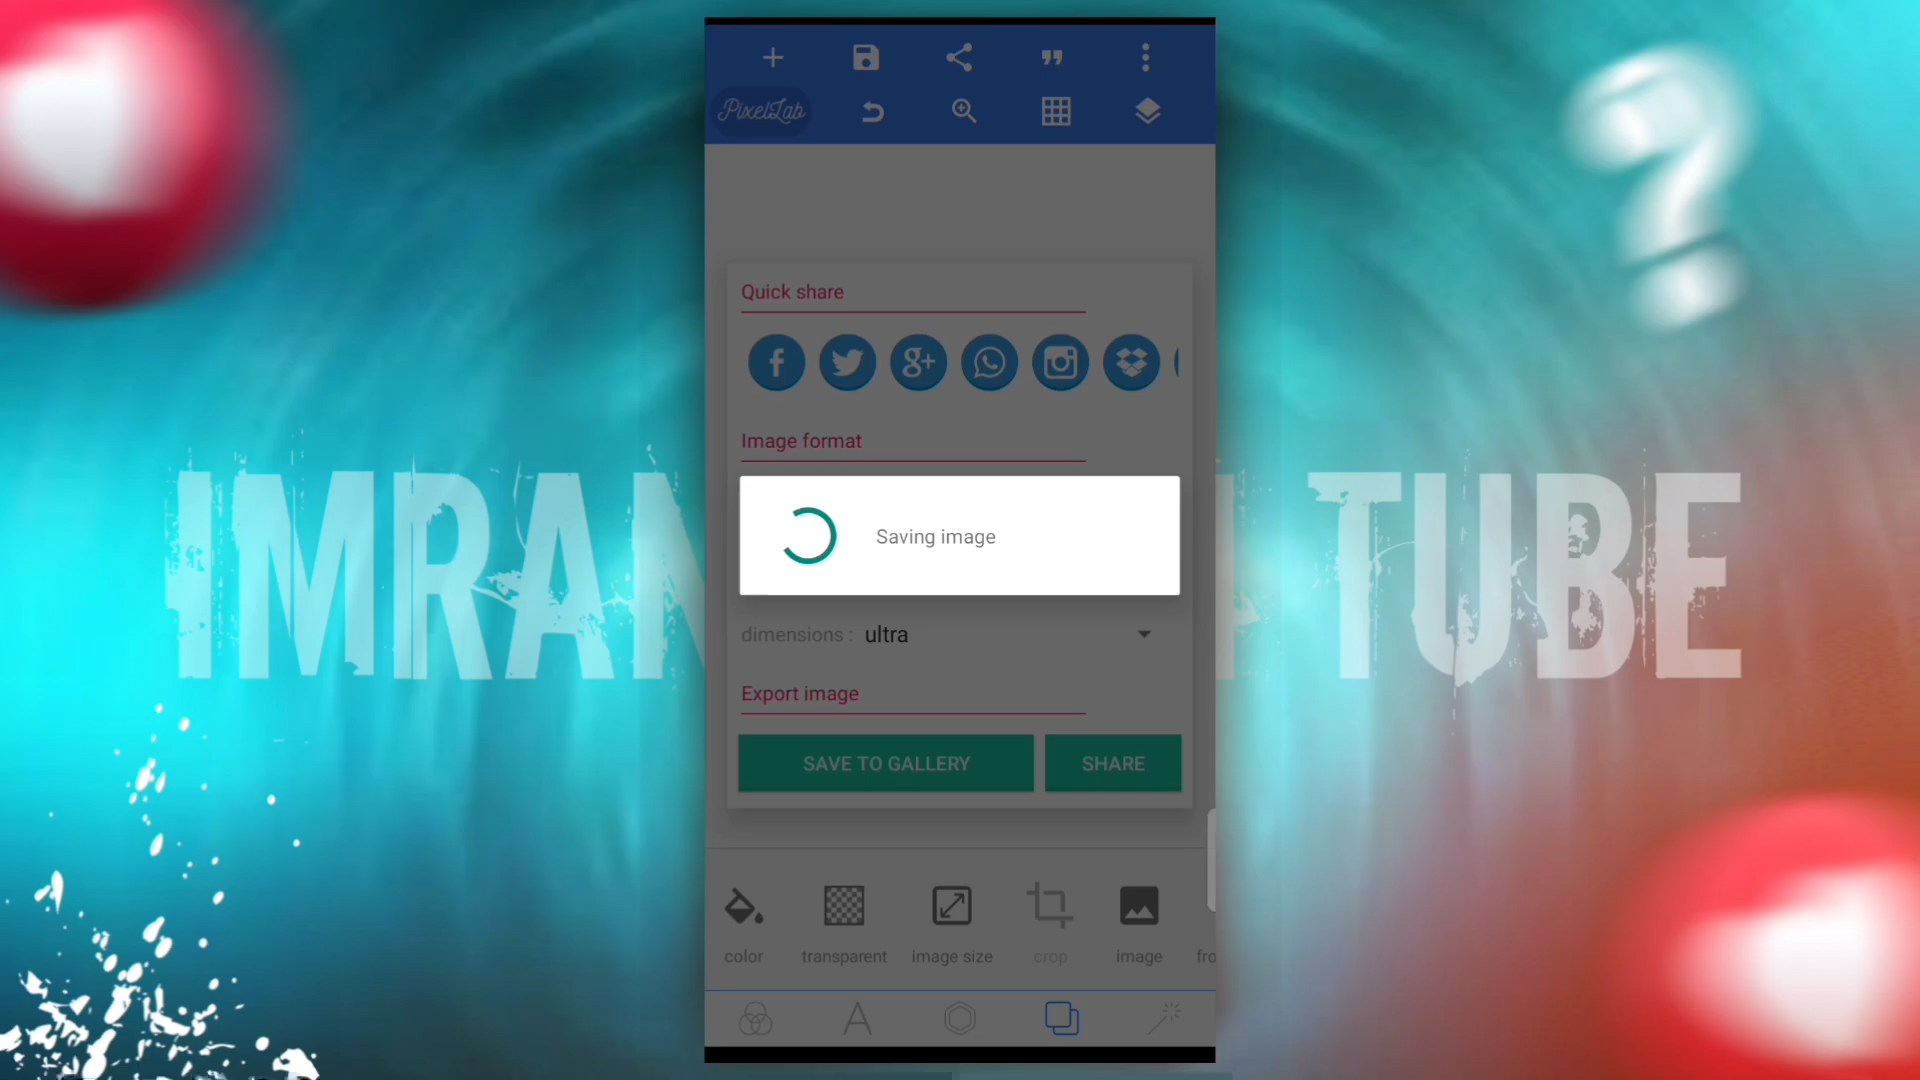 PixelLab
Quick share
Image format
Saving image
IMRAN TUBE
dimensions : ultra
Export image
SAVE TO GALLERY SHARE
color transparent image size crop image fro